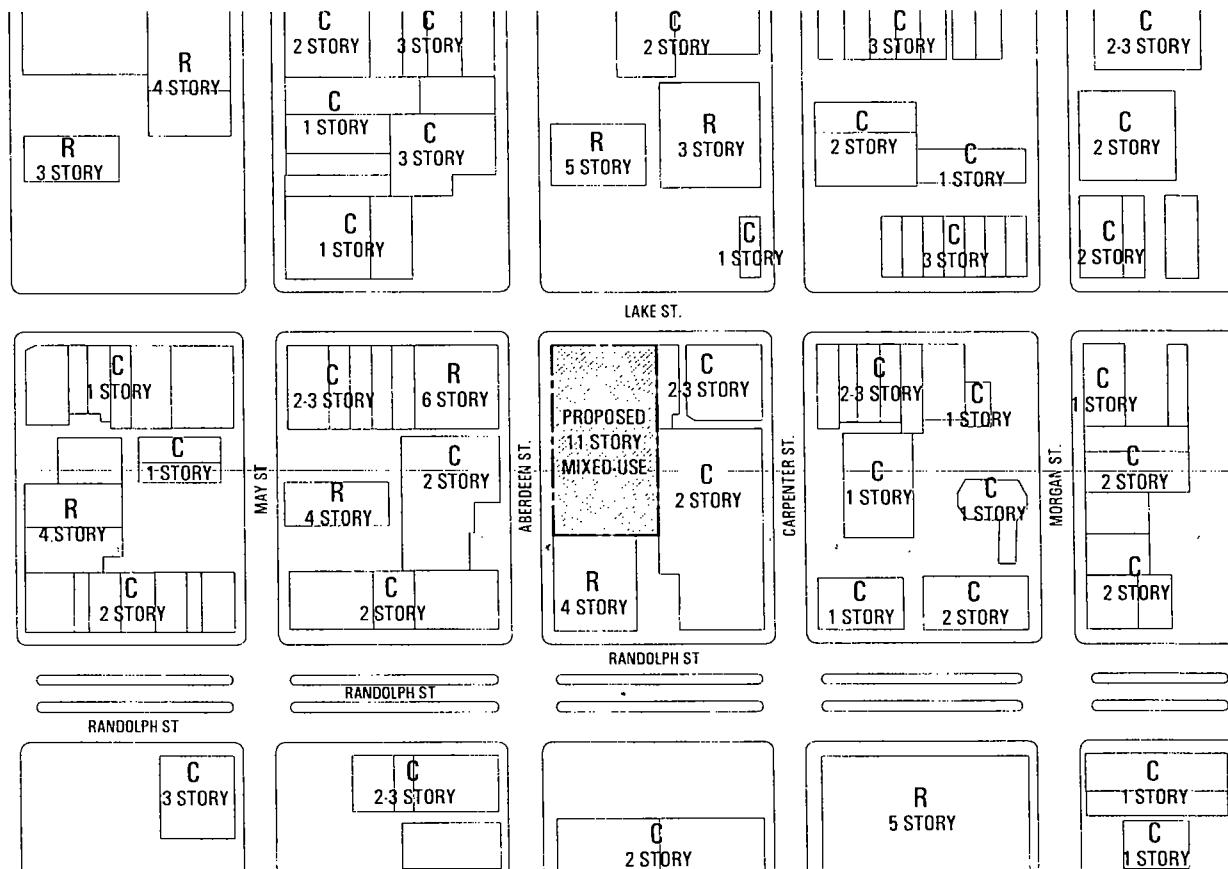 R
4 STORY
R
3 STORY
C
2 STORY
C
3 STORY
C
1 STORY
C
3 STORY
C
1 STORY
C
2 STORY
R
5 STORY
R
3 STORY
C
1 STORY
C
3 STORY
C
2 STORY
C
1 STORY
C
3 STORY
C
2-3 STORY
C
2 STORY
C
2 STORY
LAKE ST.
C
1 STORY
C
1 STORY
R
4 STORY
C
2 STORY
MAY ST
C
2-3 STORY
R
6 STORY
C
2 STORY
R
4 STORY
C
2 STORY
ABERDEEN ST.
PROPOSED
11 STORY
MIXED-USE
C
2-3 STORY
C
2 STORY
R
4 STORY
CARPENTER ST.
C
2-3 STORY
C
1 STORY
C
1 STORY
C
1 STORY
C
1 STORY
C
2 STORY
MORGAN ST.
C
1 STORY
C
2 STORY
C
2 STORY
RANDOLPH ST
RANDOLPH ST
RANDOLPH ST
C
3 STORY
C
2-3 STORY
C
2 STORY
R
5 STORY
C
1 STORY
C
1 STORY